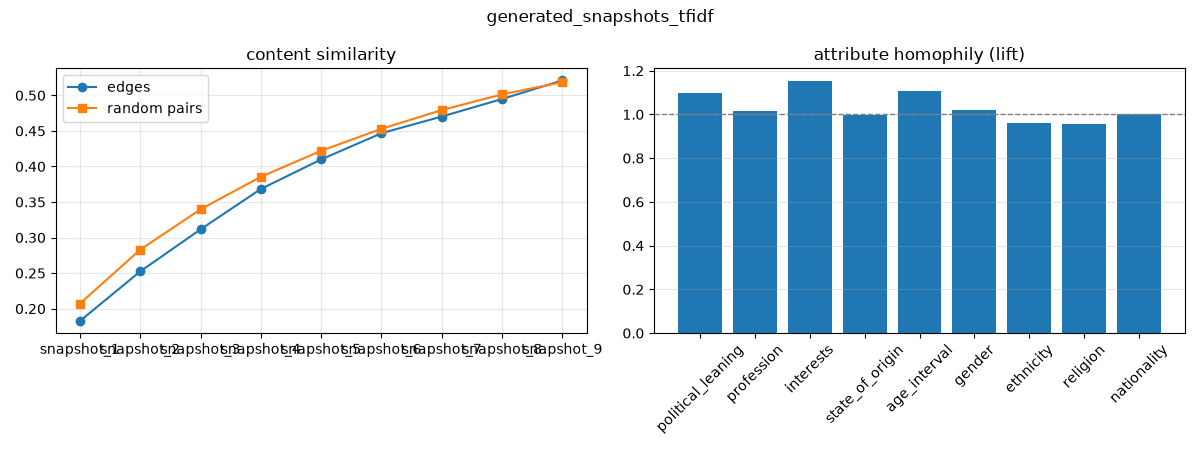 generated_snapshots_tfidf
content similarity
edges
random pairs
0.50
0.45
0.40
0.35
0.30
0.25
0.20
snapshot_1
snapshot_2
snapshot_3
snapshot_4
snapshot_5
snapshot_6
snapshot_7
snapshot_8
snapshot_9
attribute homophily (lift)
1.2
1.0
0.8
0.6
0.4
0.2
0.0
political_leaning
profession
interests
state_of_origin
age_interval
gender
ethnicity
religion
nationality